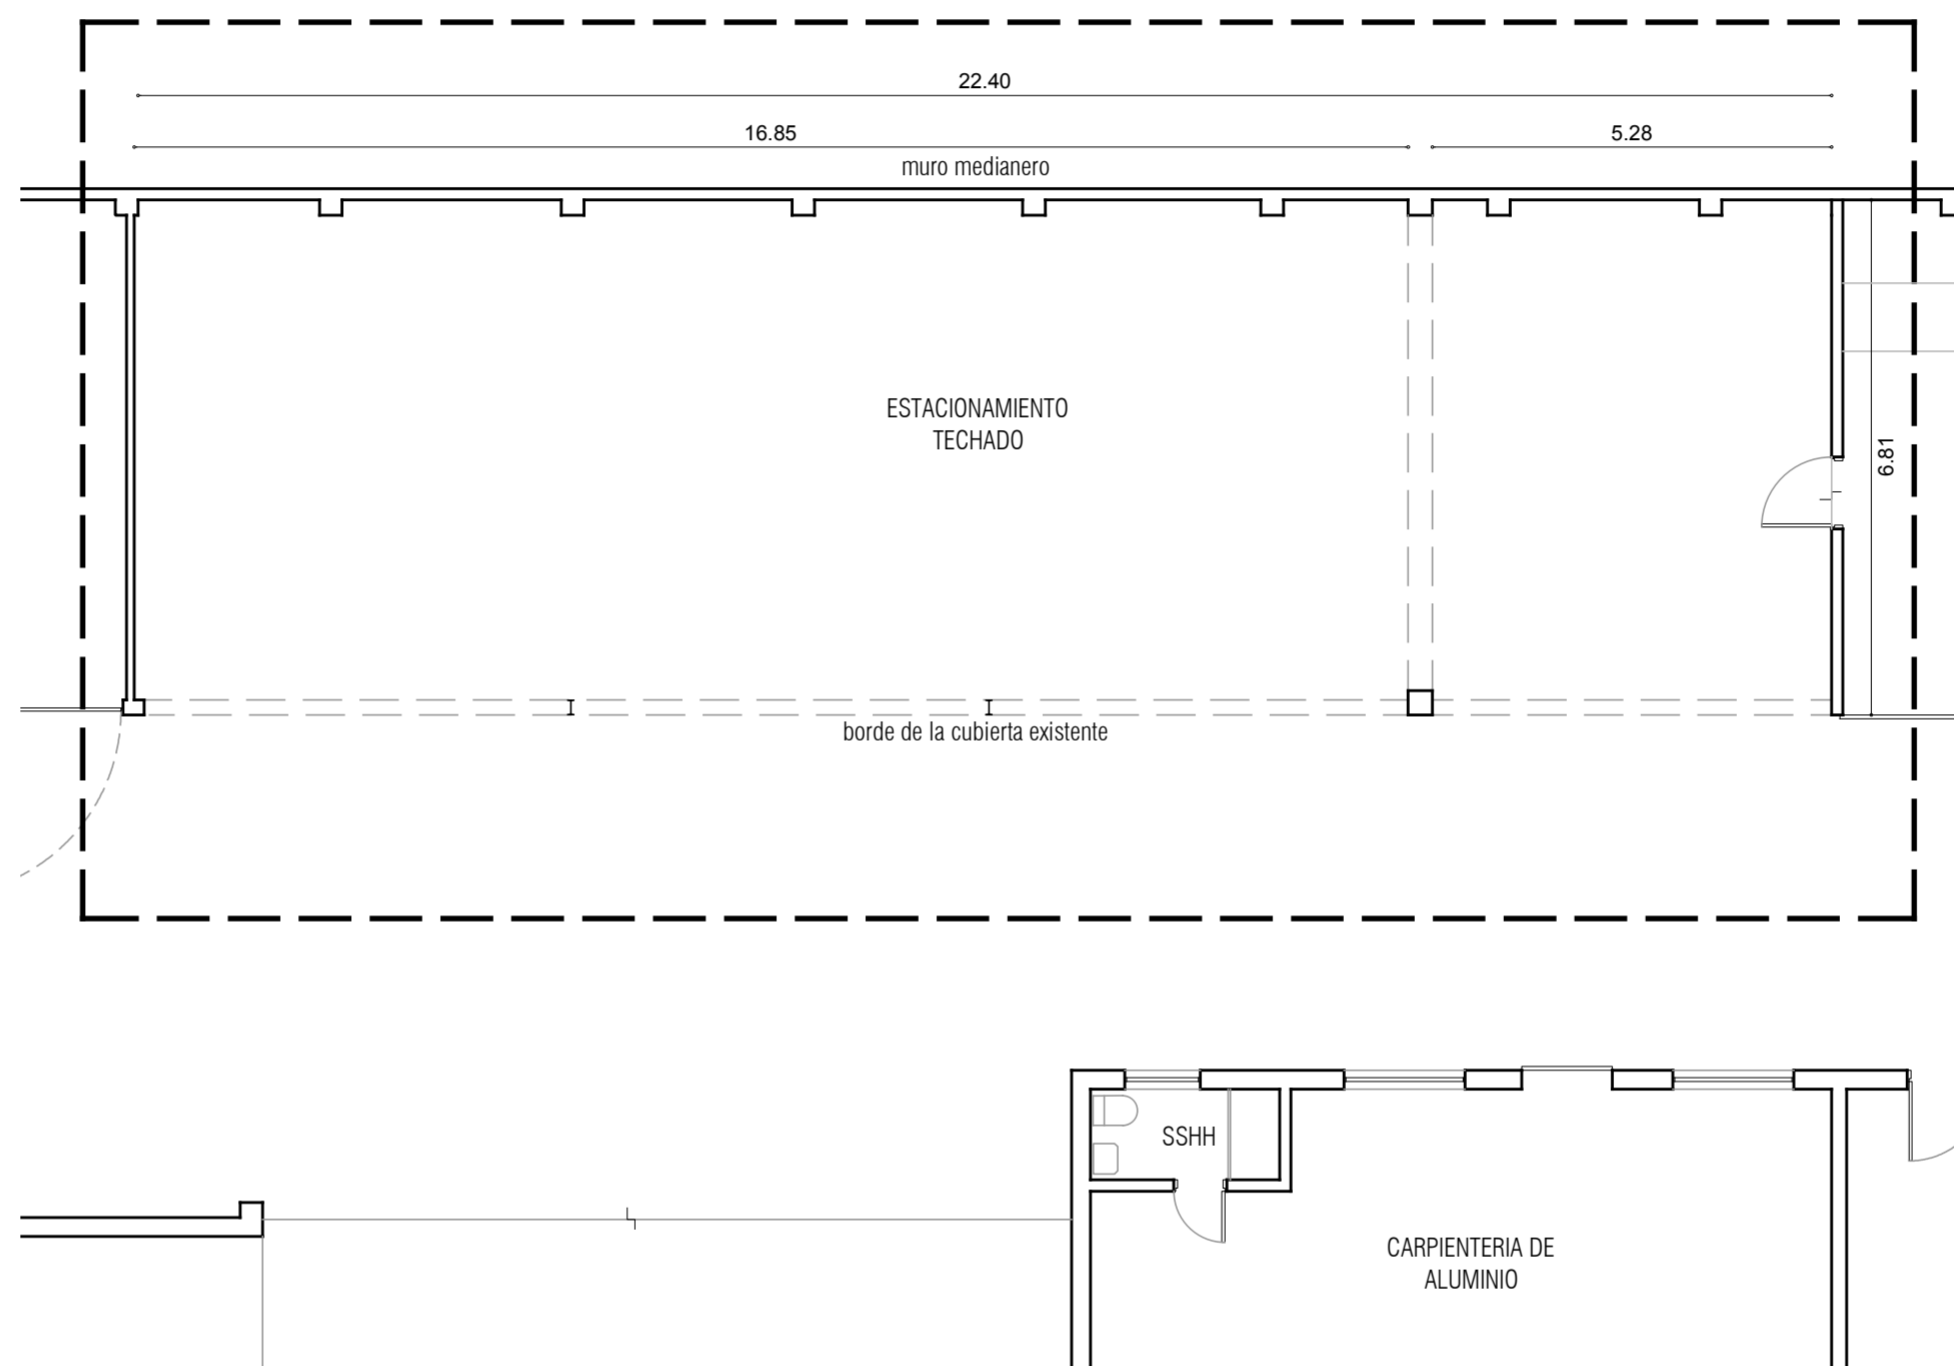 22.40
16.85
5.28
muro medianero
ESTACIONAMIENTO
TECHADO
6.81
borde de la cubierta existente
SSHH
CARPIENTERIA DE
ALUMINIO